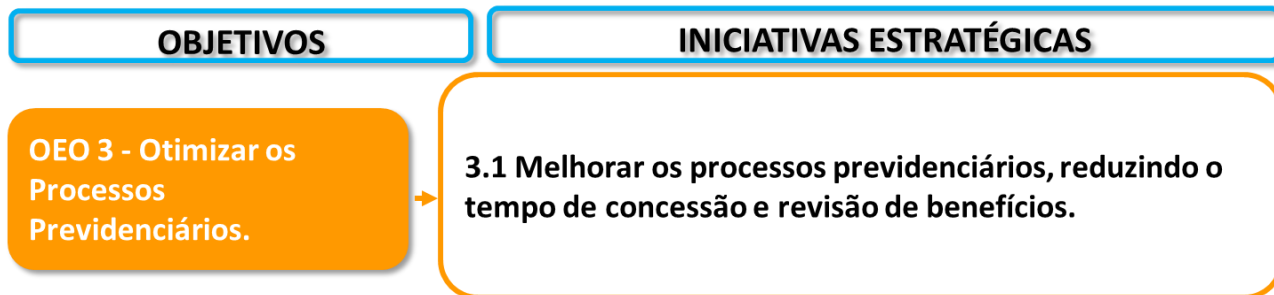 OBJETIVOS
INICIATIVAS ESTRATÉGICAS
OEO 3 - Otimizar os
Processos
Previdenciários.
3.1 Melhorar os processos previdenciários, reduzindo o
tempo de concessão e revisão de benefícios.